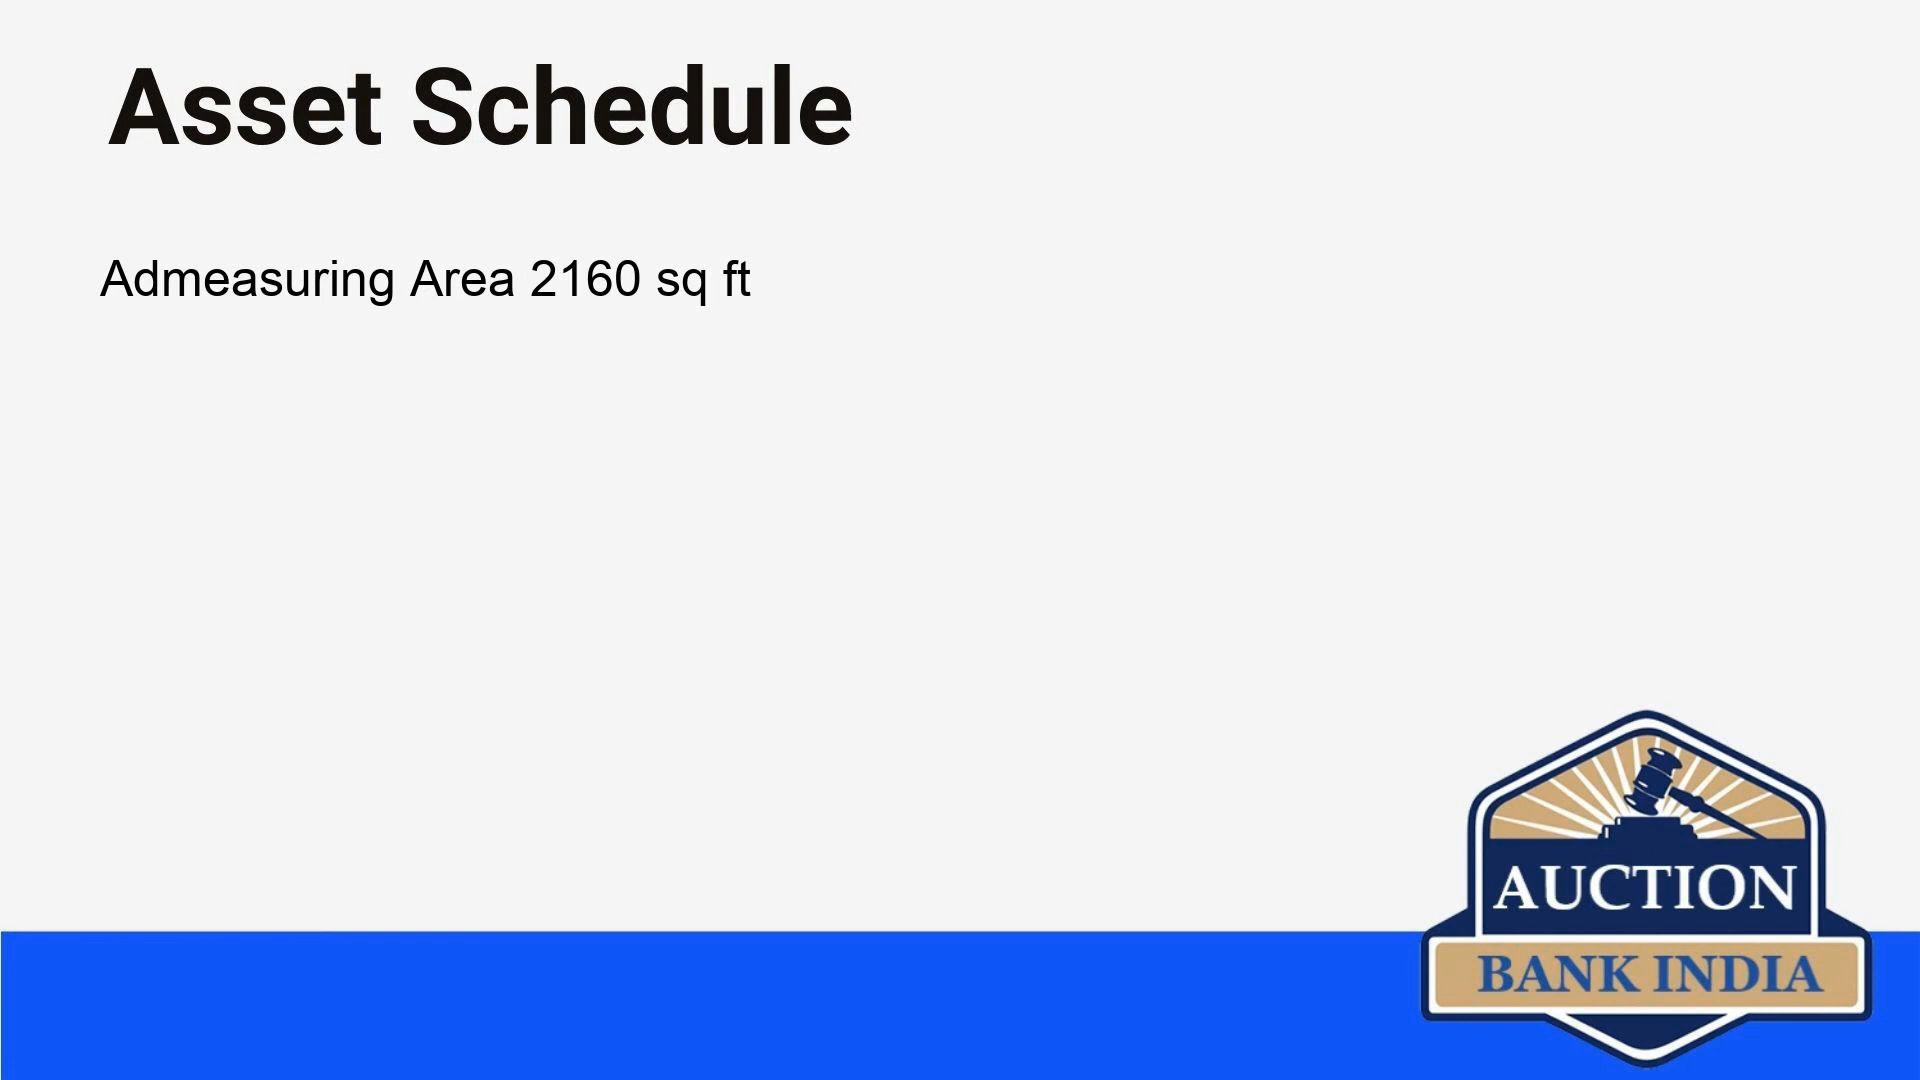 Asset Schedule
Admeasuring Area 2160 sq ft
AUCTION
BANK INDIA